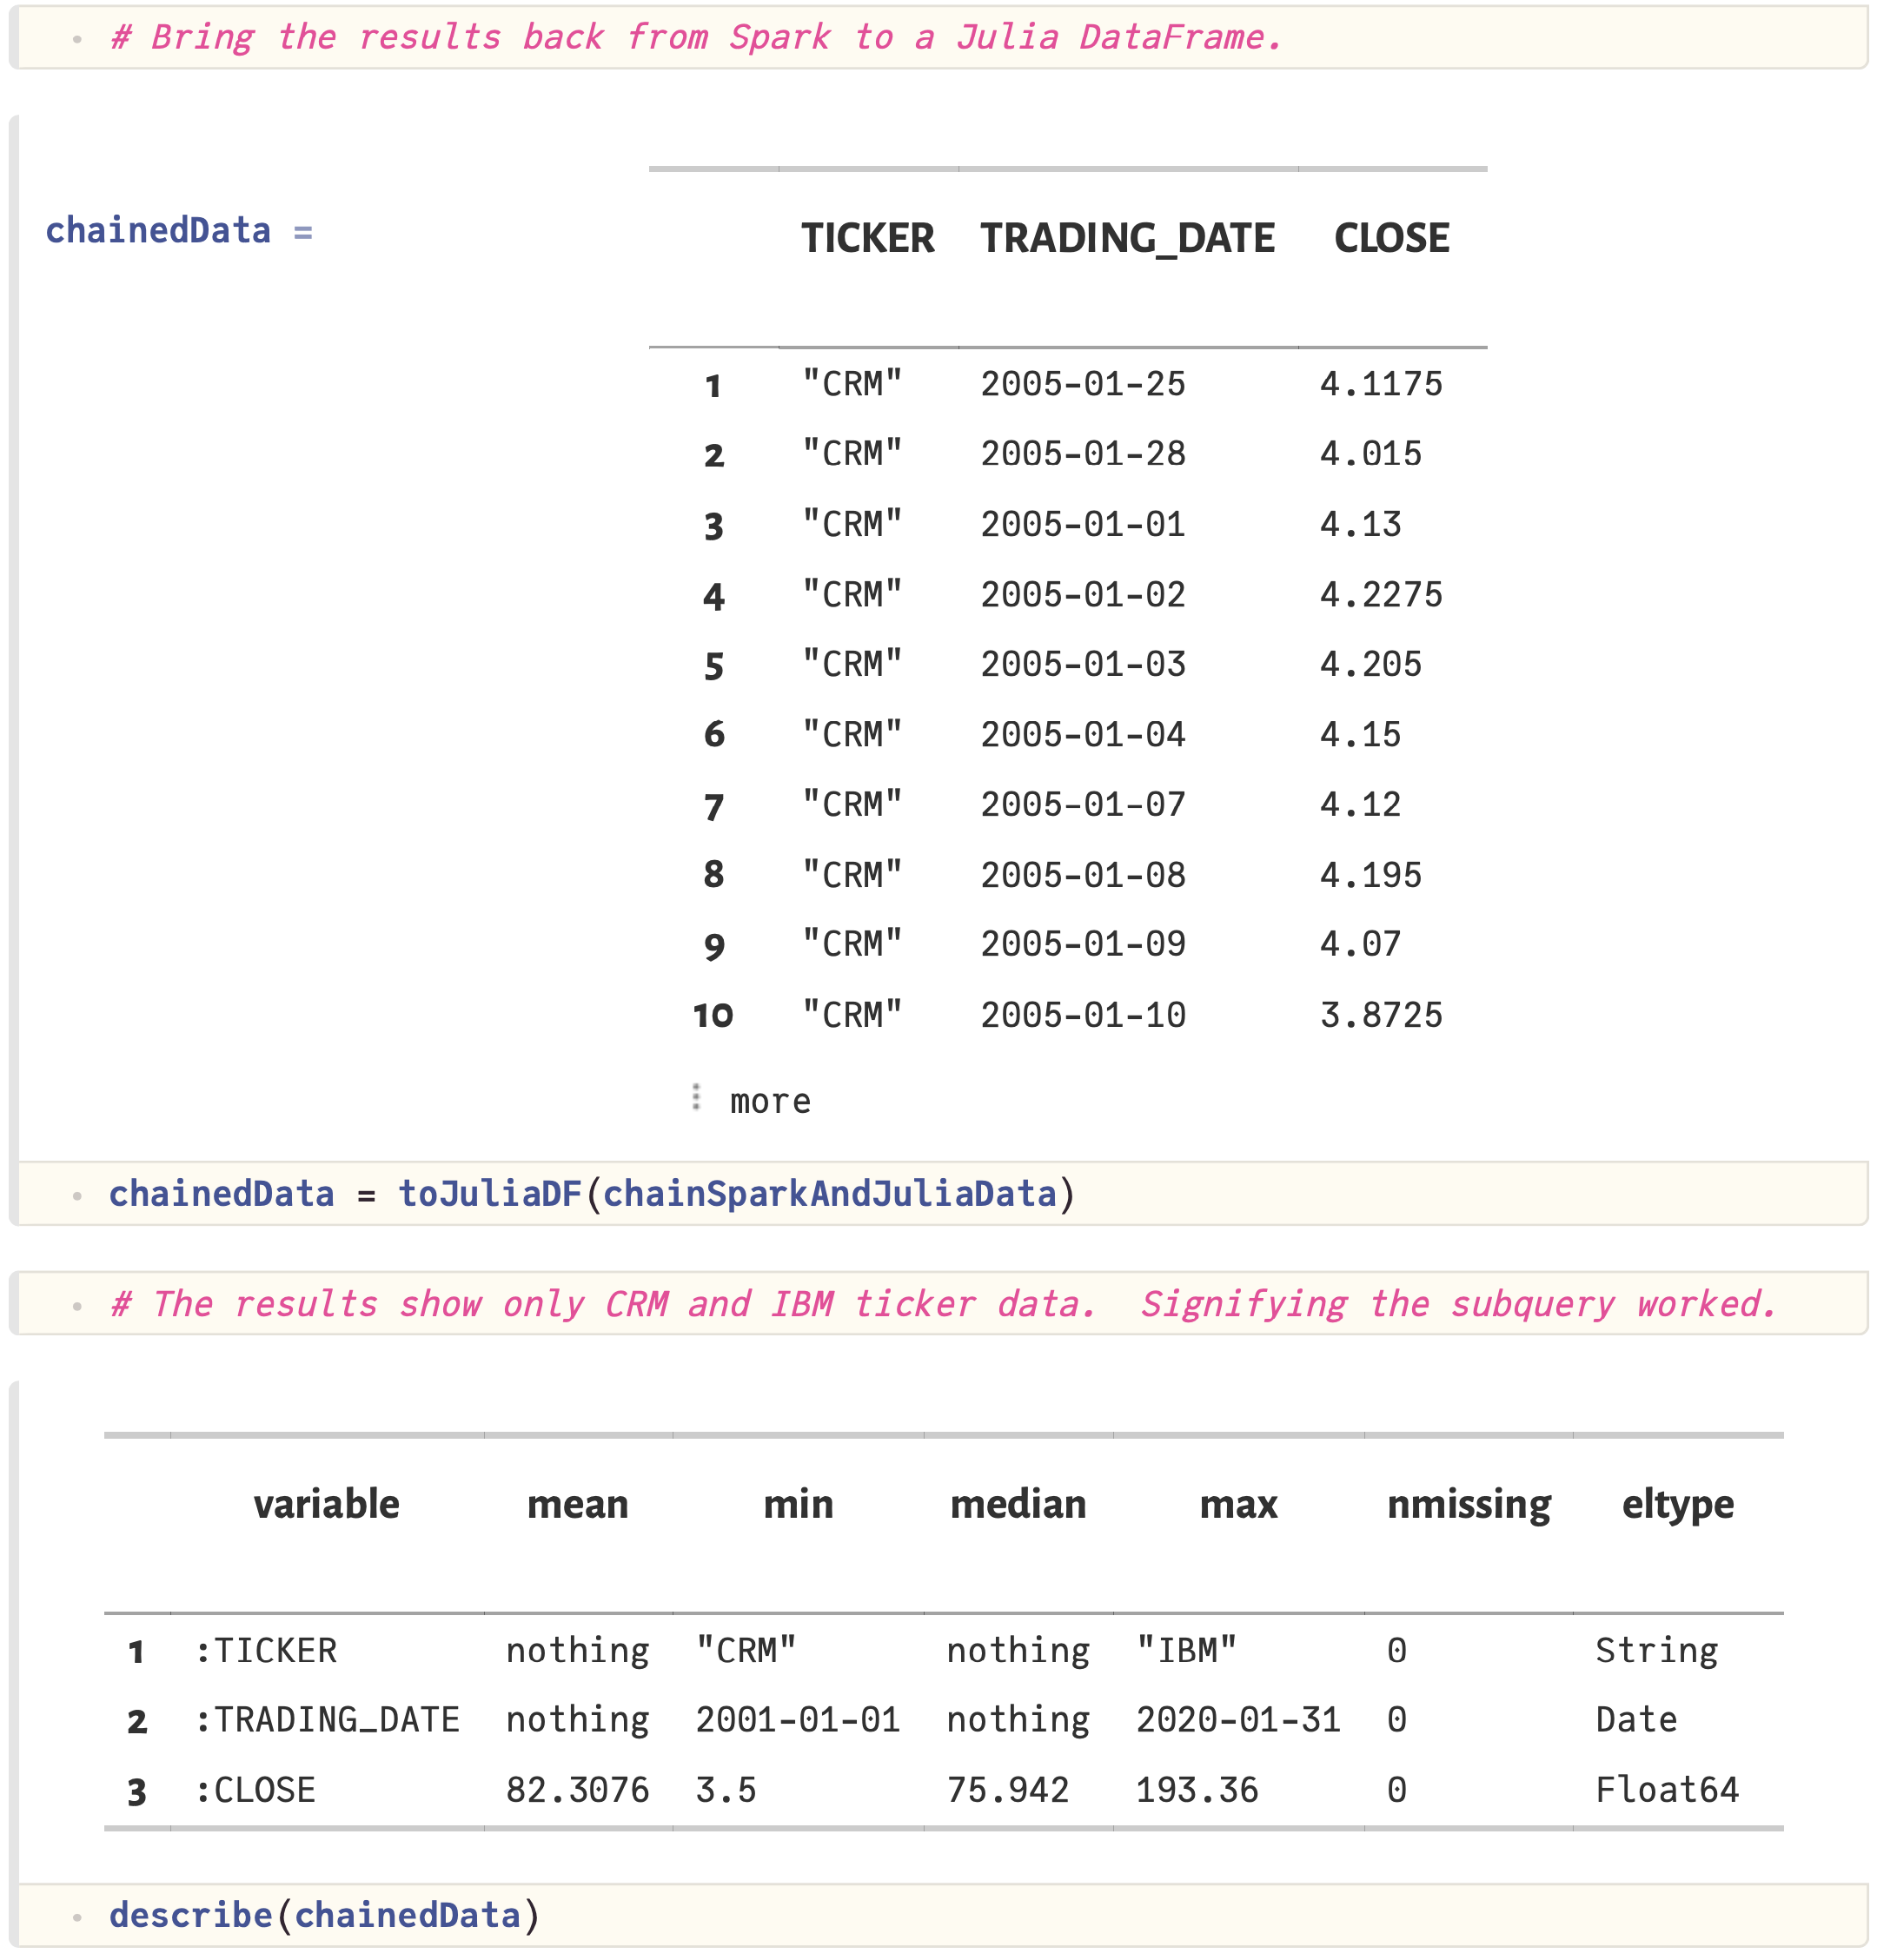 # Bring the results back from Spark to a Julia DataFrame.
chainedData =
TICKER TRADING_DATE CLOSE
1 "CRM" 2005-01-25 4.1175
2 "CRM" 2005-01-28 4.015
3 "CRM" 2005-01-01 4.13
4 "CRM" 2005-01-02 4.2275
5 "CRM" 2005-01-03 4.205
6 "CRM" 2005-01-04 4.15
7 "CRM" 2005-01-07 4.12
8 "CRM" 2005-01-08 4.195
9 "CRM" 2005-01-09 4.07
10 "CRM" 2005-01-10 3.8725
⋮ more
chainedData = toJuliaDF(chainSparkAndJuliaData)
# The results show only CRM and IBM ticker data.  Signifying the subquery worked.
variable mean min median max nmissing eltype
1 :TICKER nothing "CRM" nothing "IBM" 0 String
2 :TRADING_DATE nothing 2001-01-01 nothing 2020-01-31 0 Date
3 :CLOSE 82.3076 3.5 75.942 193.36 0 Float64
describe(chainedData)